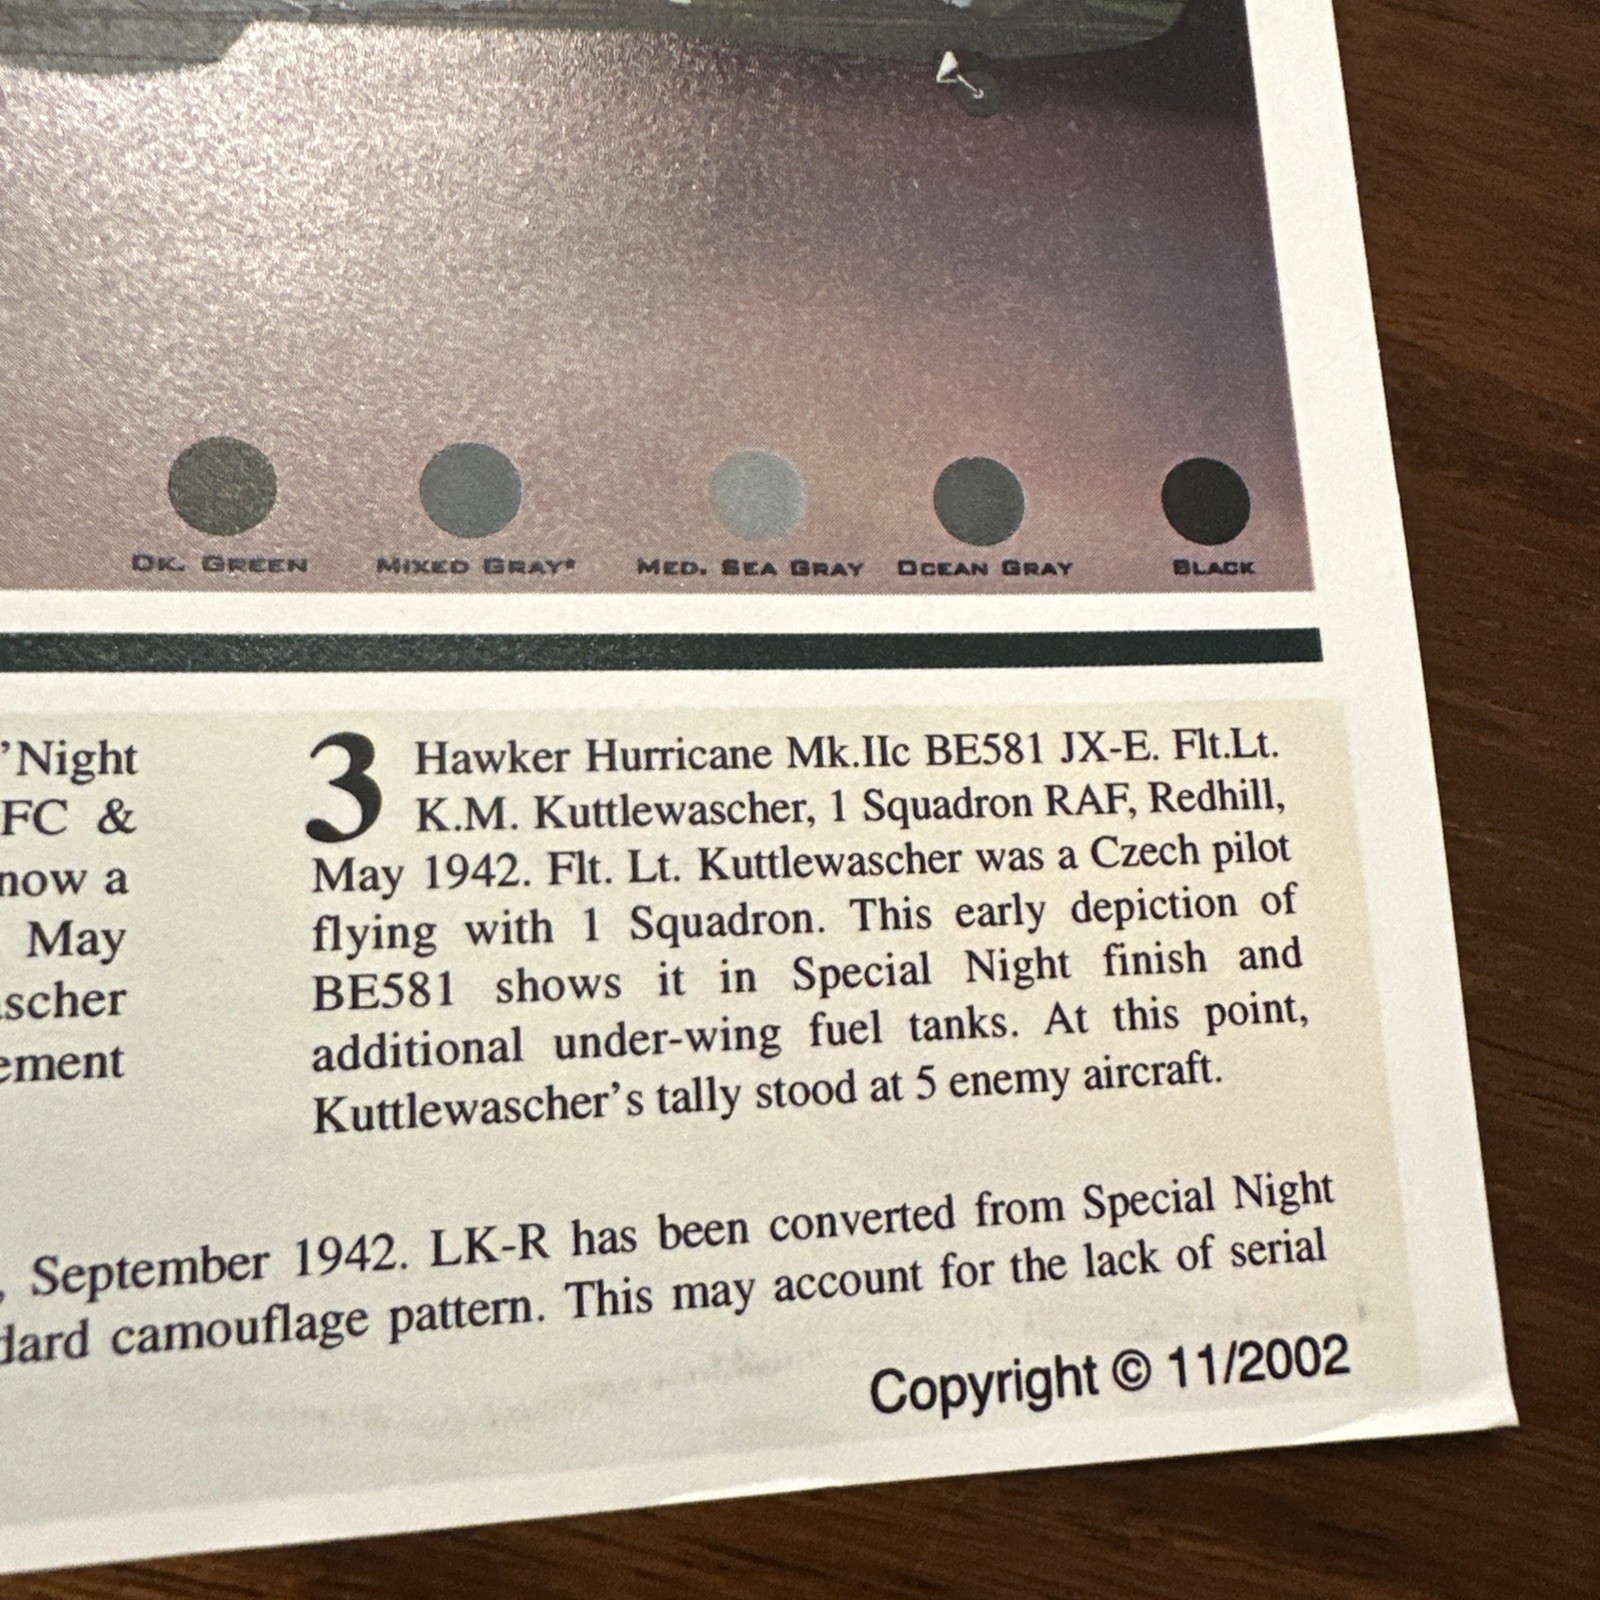 DK. GREEN MIXED GRAY* MED. SEA GRAY OCEAN GRAY BLACK
'Night
FC &
now a
May
scher
ement
3 Hawker Hurricane Mk.IIc BE581 JX-E. Flt.Lt.
K.M. Kuttlewascher, 1 Squadron RAF, Redhill,
May 1942. Flt. Lt. Kuttlewascher was a Czech pilot
flying with 1 Squadron. This early depiction of
BE581 shows it in Special Night finish and
additional under-wing fuel tanks. At this point,
Kuttlewascher's tally stood at 5 enemy aircraft.
, September 1942. LK-R has been converted from Special Night
dard camouflage pattern. This may account for the lack of serial
Copyright © 11/2002